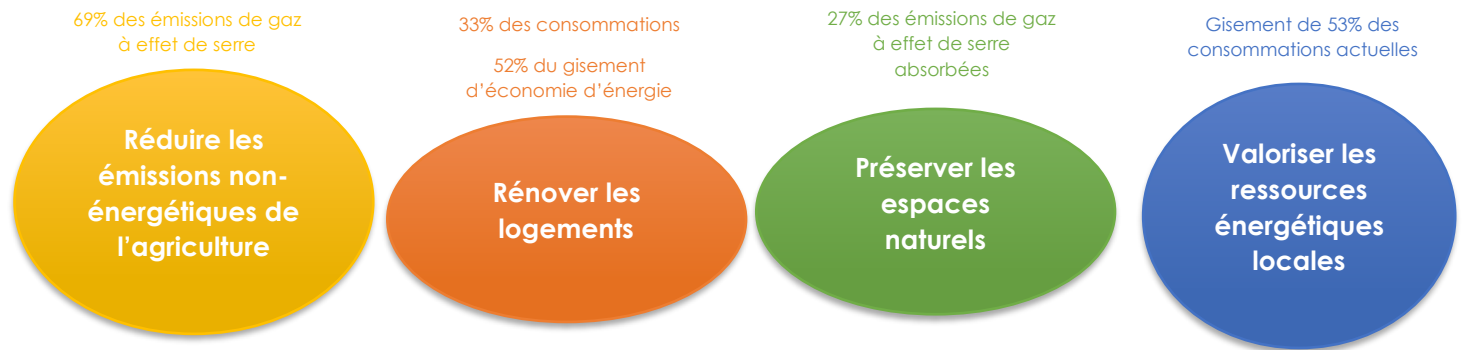 69% des émissions de gaz
à effet de serre
Réduire les
émissions non-
énergétiques de
l'agriculture
33% des consommations
52% du gisement
d'économie d'énergie
Rénover les
logements
27% des émissions de gaz
à effet de serre
absorbées
Préserver les
espaces
naturels
Gisement de 53% des
consommations actuelles
Valoriser les
ressources
énergétiques
locales